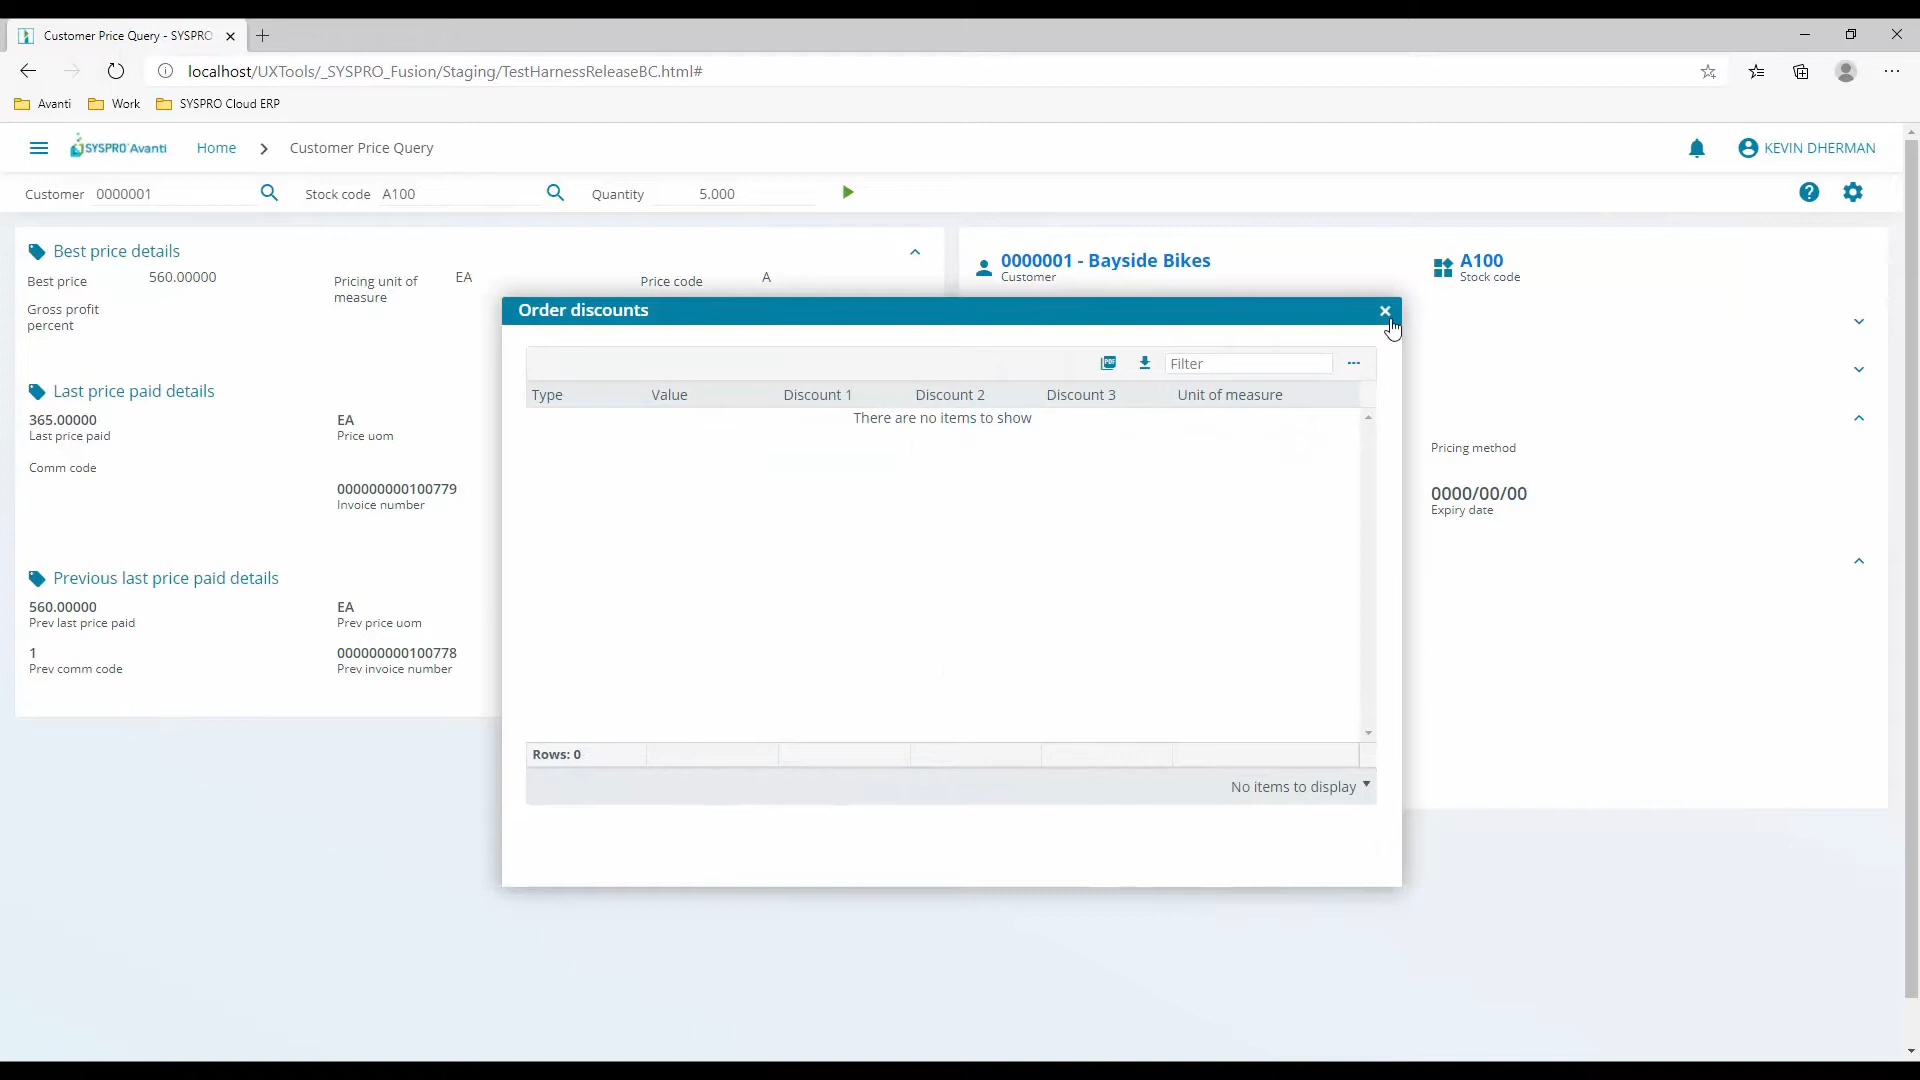 Customer Price Query - SYSPRO
localhost/UXTools/_SYSPRO_Fusion/Staging/TestHarnessReleaseBC.html#
Avanti Work SYSPRO Cloud ERP
SYSPRO Avanti Home Customer Price Query KEVIN DHERMAN
Customer 0000001 Stock code A100 Quantity 5.000
Best price details
Best price 560.00000 Pricing unit of measure EA Price code A
Gross profit percent
0000001 - Bayside Bikes
Customer
A100
Stock code
Order discounts
PDF Filter
Type Value Discount 1 Discount 2 Discount 3 Unit of measure
There are no items to show
Rows: 0
No items to display
Last price paid details
365.00000 EA
Last price paid Price uom
Comm code
000000000100779
Invoice number
Previous last price paid details
560.00000 EA
Prev last price paid Prev price uom
1 000000000100778
Prev comm code Prev invoice number
Pricing method
0000/00/00
Expiry date